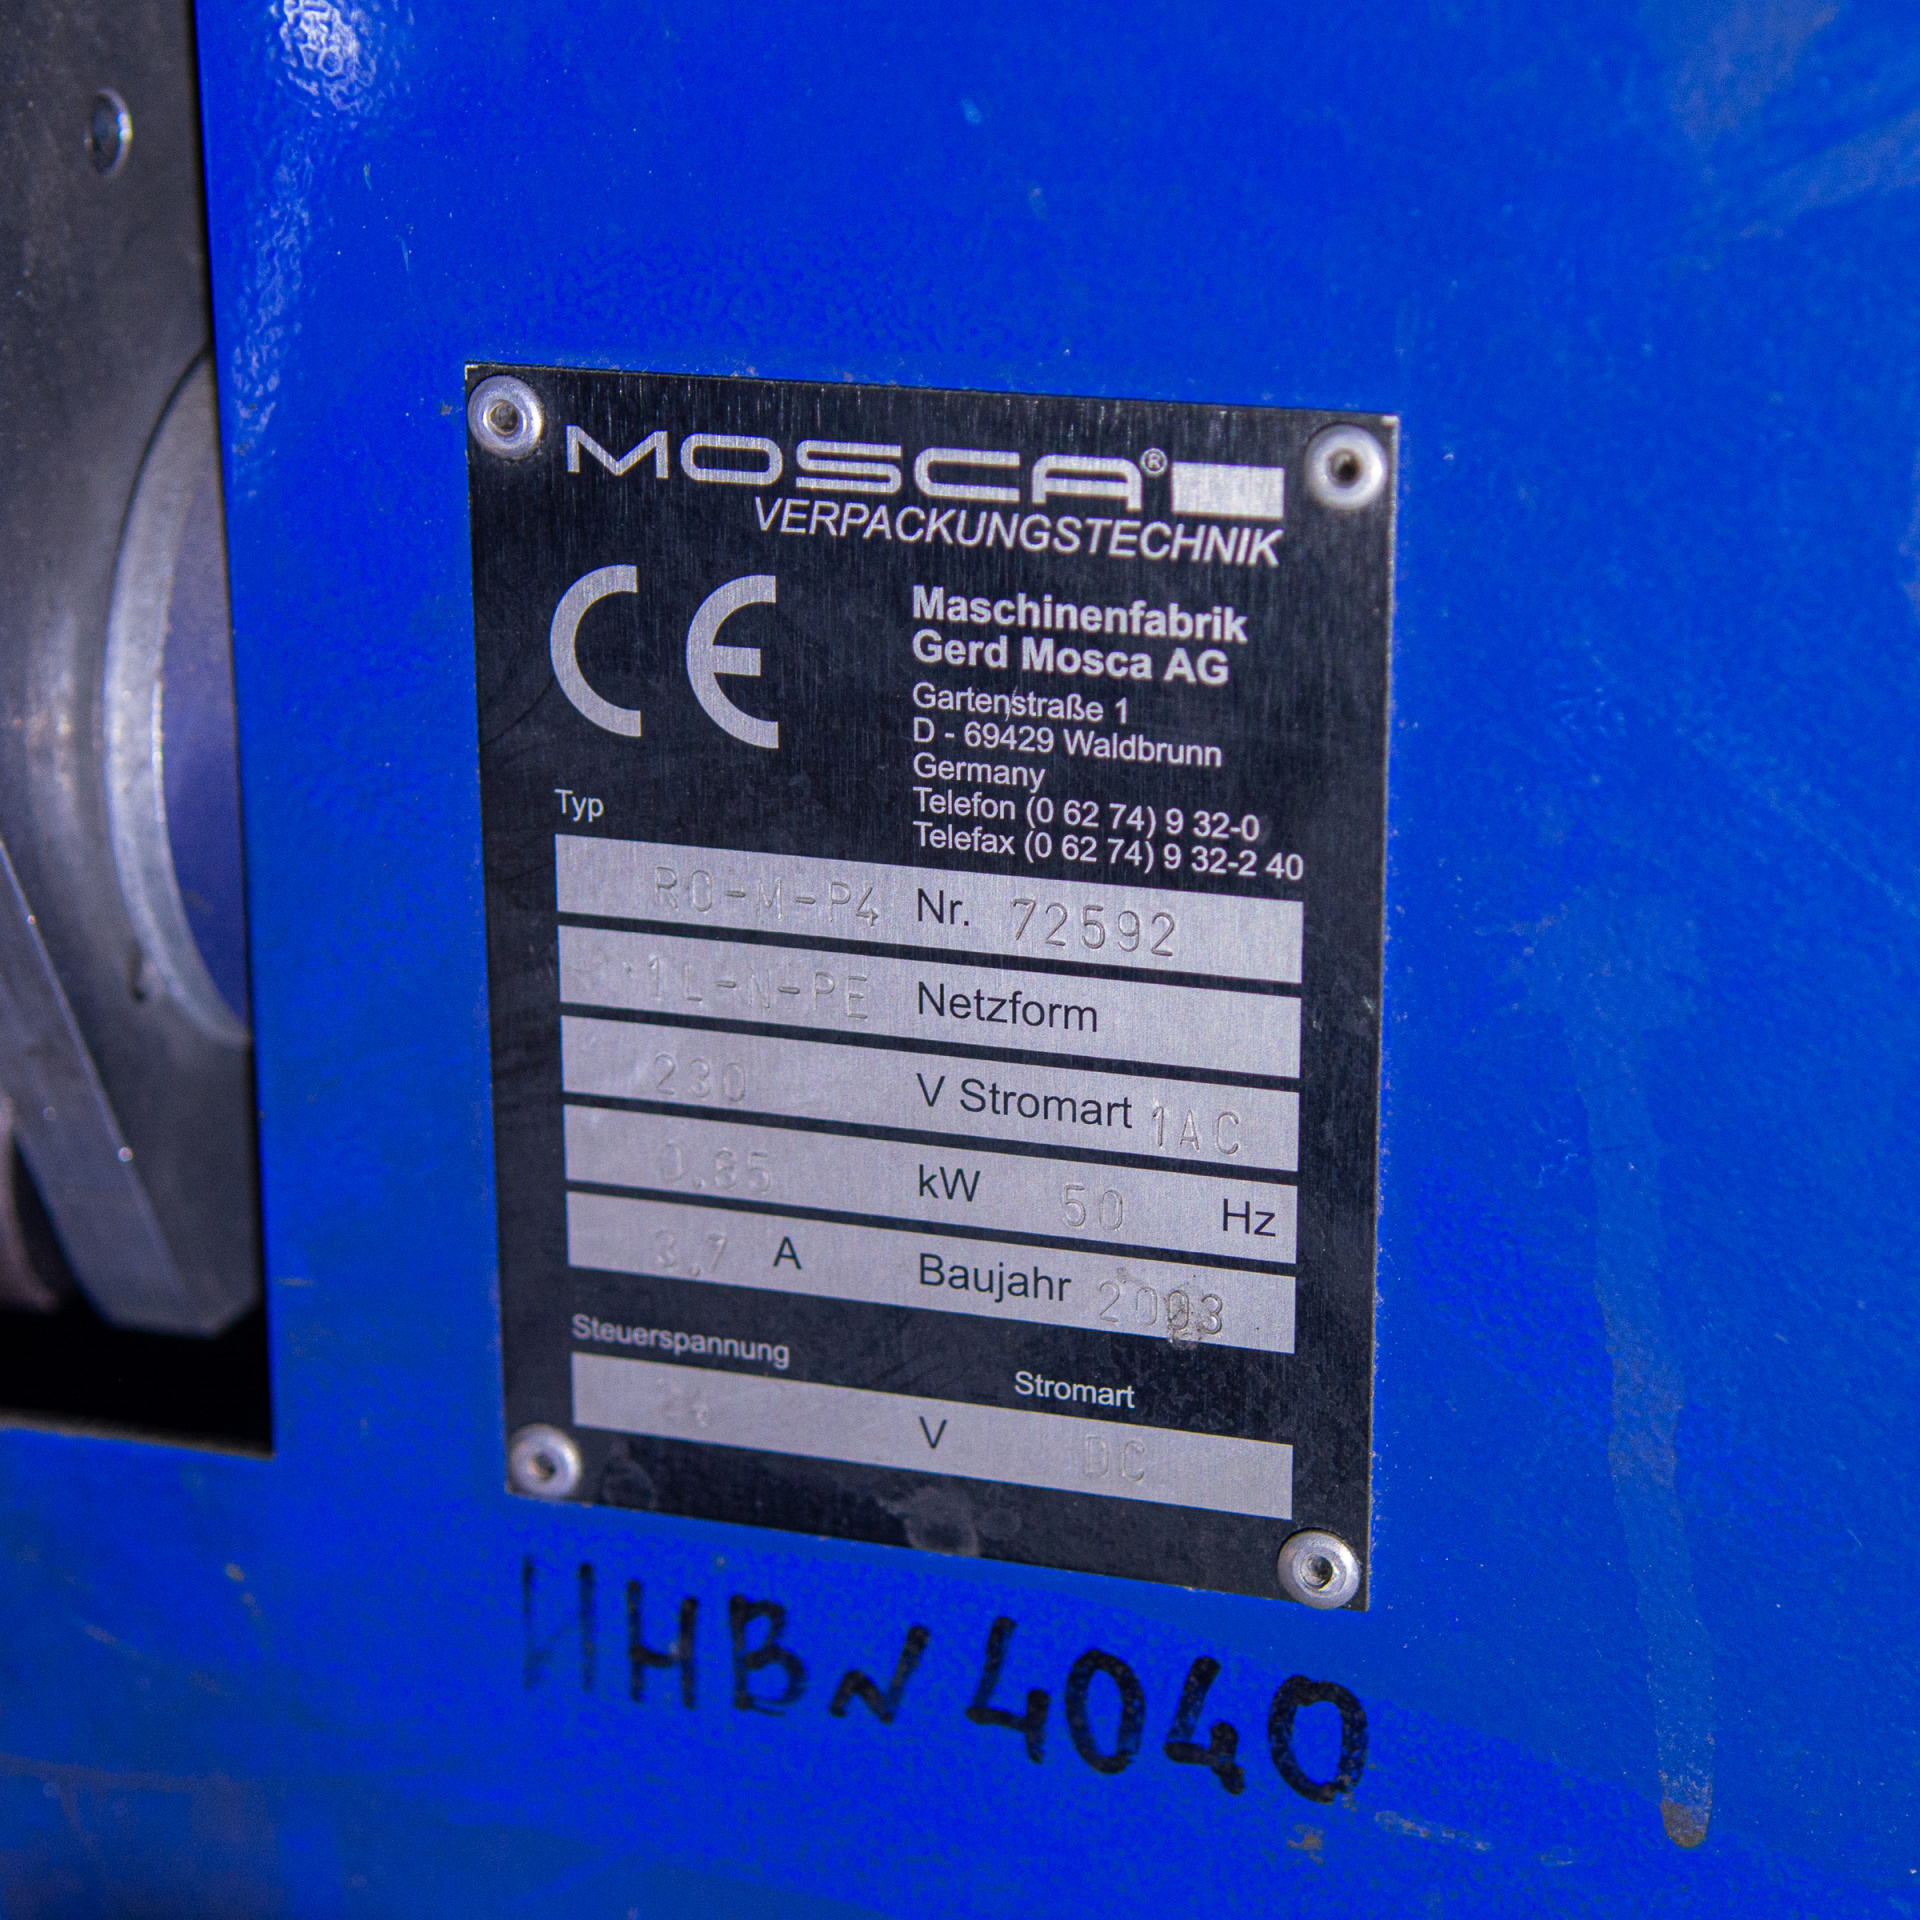 MOSCA®
VERPACKUNGSTECHNIK
CE
Maschinenfabrik
Gerd Mosca AG
Gartenstraße 1
D - 69429 Waldbrunn
Germany
Telefon (0 62 74) 9 32-0
Telefax (0 62 74) 9 32-2 40
Typ
RO-M-P4 Nr. 72592
1L-N-PE Netzform
230 V Stromart 1AC
0.85 kW 50 Hz
3.7 A Baujahr 2003
Steuerspannung Stromart
V DC
ИНВN4040